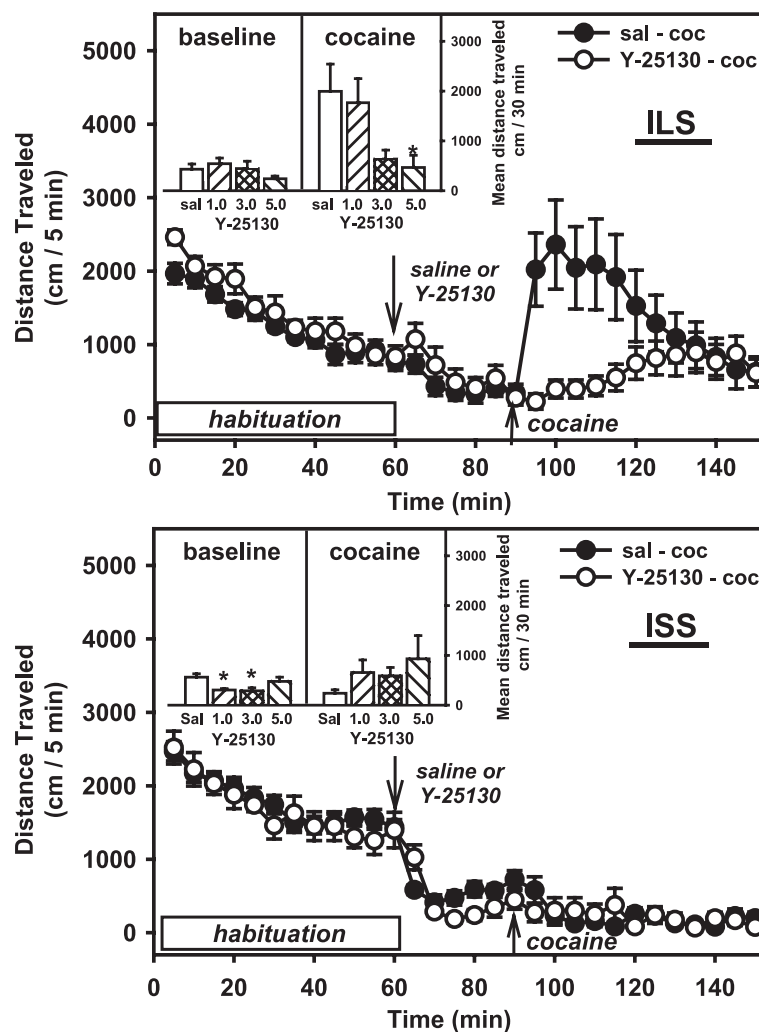 baseline
cocaine
3000
2000
1000
0
Mean distance traveled
cm / 30 min
sal 1.0 3.0 5.0
Y-25130
sal 1.0 3.0 5.0
Y-25130
*
sal - coc
Y-25130 - coc
ILS
5000
4000
3000
2000
1000
0
Distance Traveled
(cm / 5 min)
saline or
Y-25130
habituation
cocaine
0 20 40 60 80 100 120 140
Time (min)
baseline
cocaine
3000
2000
1000
0
Mean distance traveled
cm / 30 min
* *
Sal 1.0 3.0 5.0
Y-25130
Sal 1.0 3.0 5.0
Y-25130
sal - coc
Y-25130 - coc
ISS
5000
4000
3000
2000
1000
0
Distance Traveled
(cm / 5 min)
saline or
Y-25130
habituation
cocaine
0 20 40 60 80 100 120 140
Time (min)